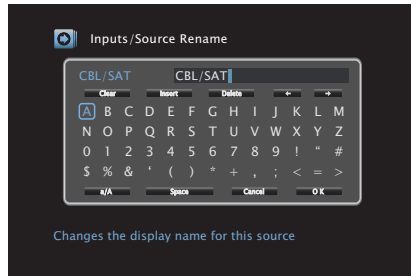 Inputs/Source Rename
CBL/SAT CBL/SAT
Clear Insert Delete ← →
A B C D E F G H I J K L M
N O P Q R S T U V W X Y Z
0 1 2 3 4 5 6 7 8 9 ! “ #
$ % & ‘ ( ) * + , ; < = >
a/A Space Cancel OK
Changes the display name for this source